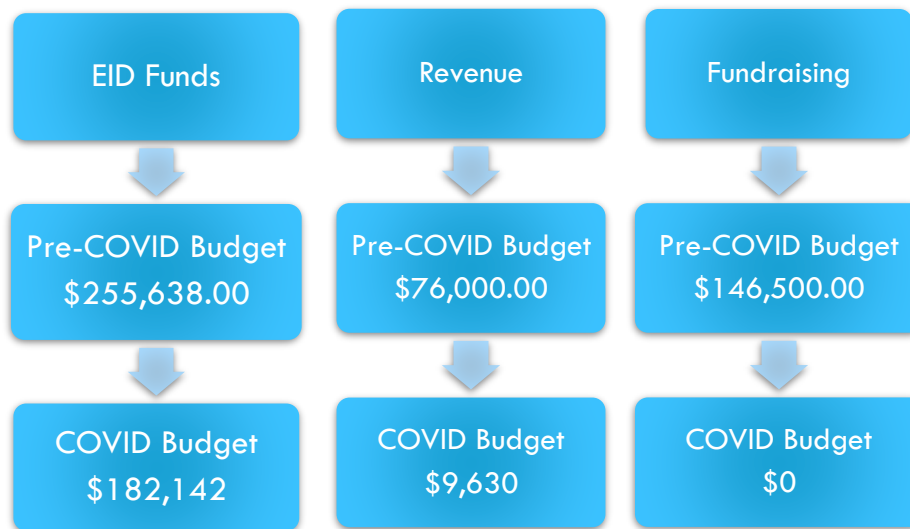 EID Funds
Revenue
Fundraising
Pre-COVID Budget
$255,638.00
Pre-COVID Budget
$76,000.00
Pre-COVID Budget
$146,500.00
COVID Budget
$182,142
COVID Budget
$9,630
COVID Budget
$0